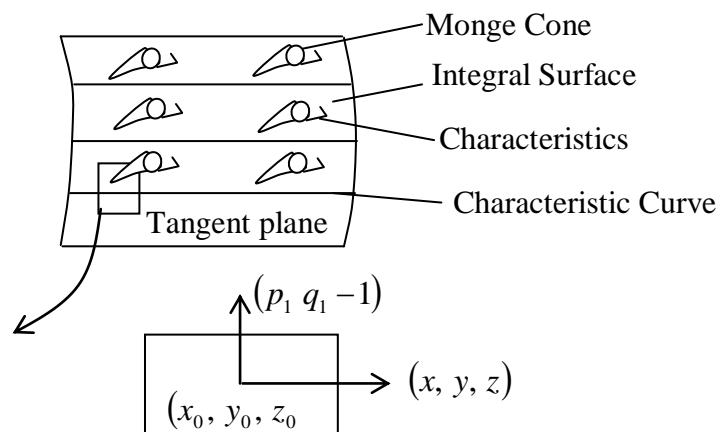 Monge Cone
Integral Surface
Characteristics
Characteristic Curve
Tangent plane
(p₁ q₁ −1)
(x, y, z)
(x₀, y₀, z₀